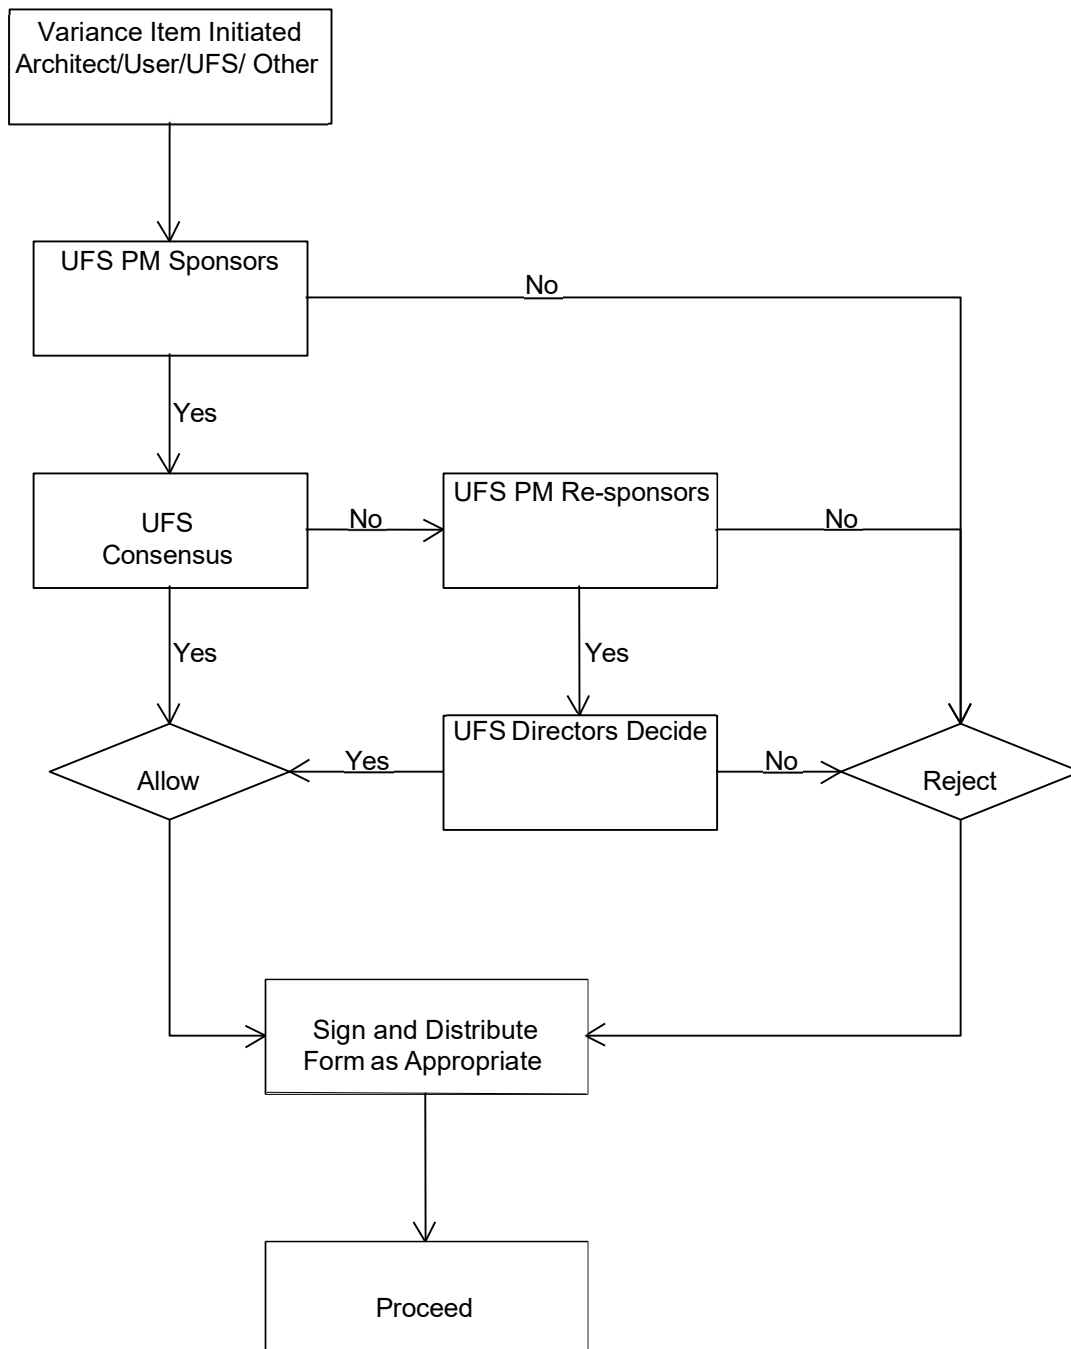 Variance Item Initiated
Architect/User/UFS/ Other
UFS PM Sponsors
No
Yes
UFS
Consensus
No
UFS PM Re-sponsors
No
Yes
Yes
Allow
Yes
UFS Directors Decide
No
Reject
Sign and Distribute
Form as Appropriate
Proceed